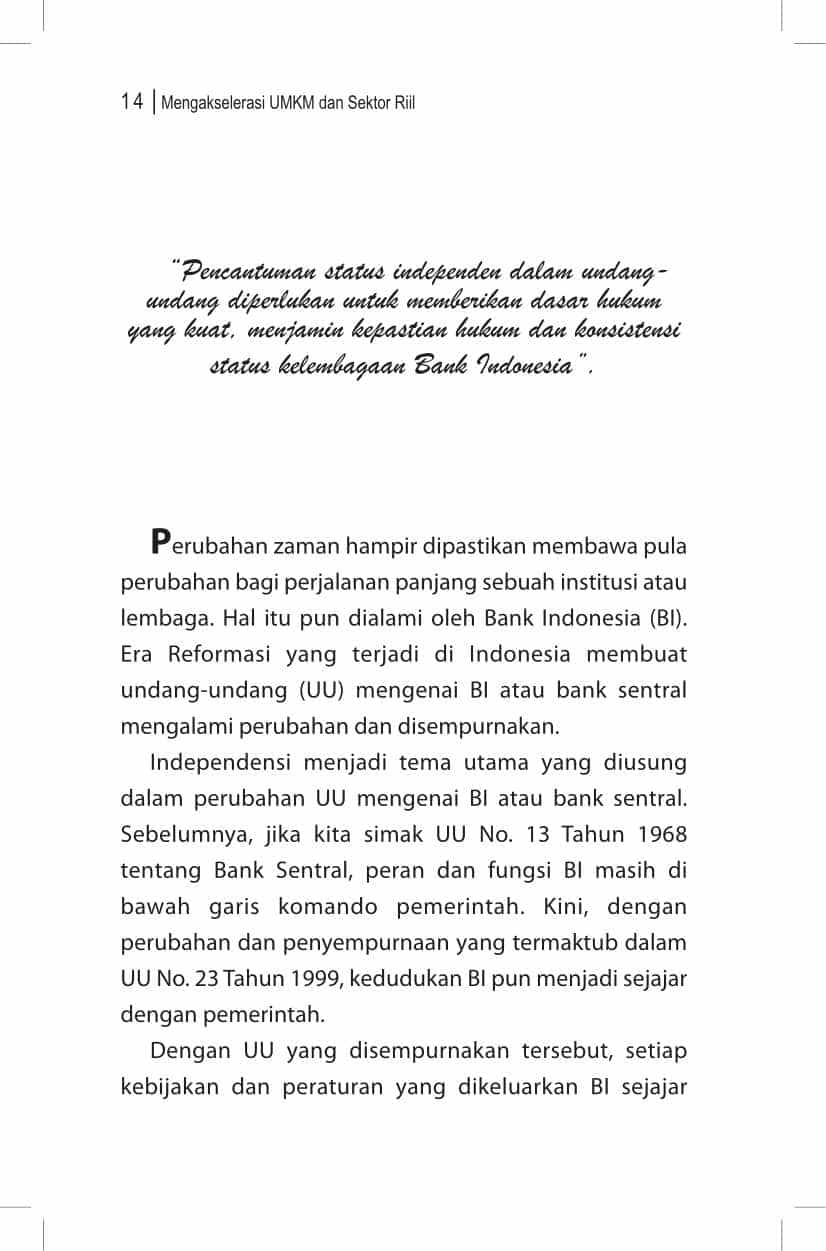 14 | Mengakselerasi UMKM dan Sektor Riil
"Pencantuman status independen dalam undang-
undang diperlukan untuk memberikan dasar hukum
yang kuat, menjamin kepastian hukum dan konsistensi
status kelembagaan Bank Indonesia".
Perubahan zaman hampir dipastikan membawa pula
perubahan bagi perjalanan panjang sebuah institusi atau
lembaga. Hal itu pun dialami oleh Bank Indonesia (BI).
Era Reformasi yang terjadi di Indonesia membuat
undang-undang (UU) mengenai BI atau bank sentral
mengalami perubahan dan disempurnakan.
Independensi menjadi tema utama yang diusung
dalam perubahan UU mengenai BI atau bank sentral.
Sebelumnya, jika kita simak UU No. 13 Tahun 1968
tentang Bank Sentral, peran dan fungsi BI masih di
bawah garis komando pemerintah. Kini, dengan
perubahan dan penyempurnaan yang termaktub dalam
UU No. 23 Tahun 1999, kedudukan BI pun menjadi sejajar
dengan pemerintah.
Dengan UU yang disempurnakan tersebut, setiap
kebijakan dan peraturan yang dikeluarkan BI sejajar